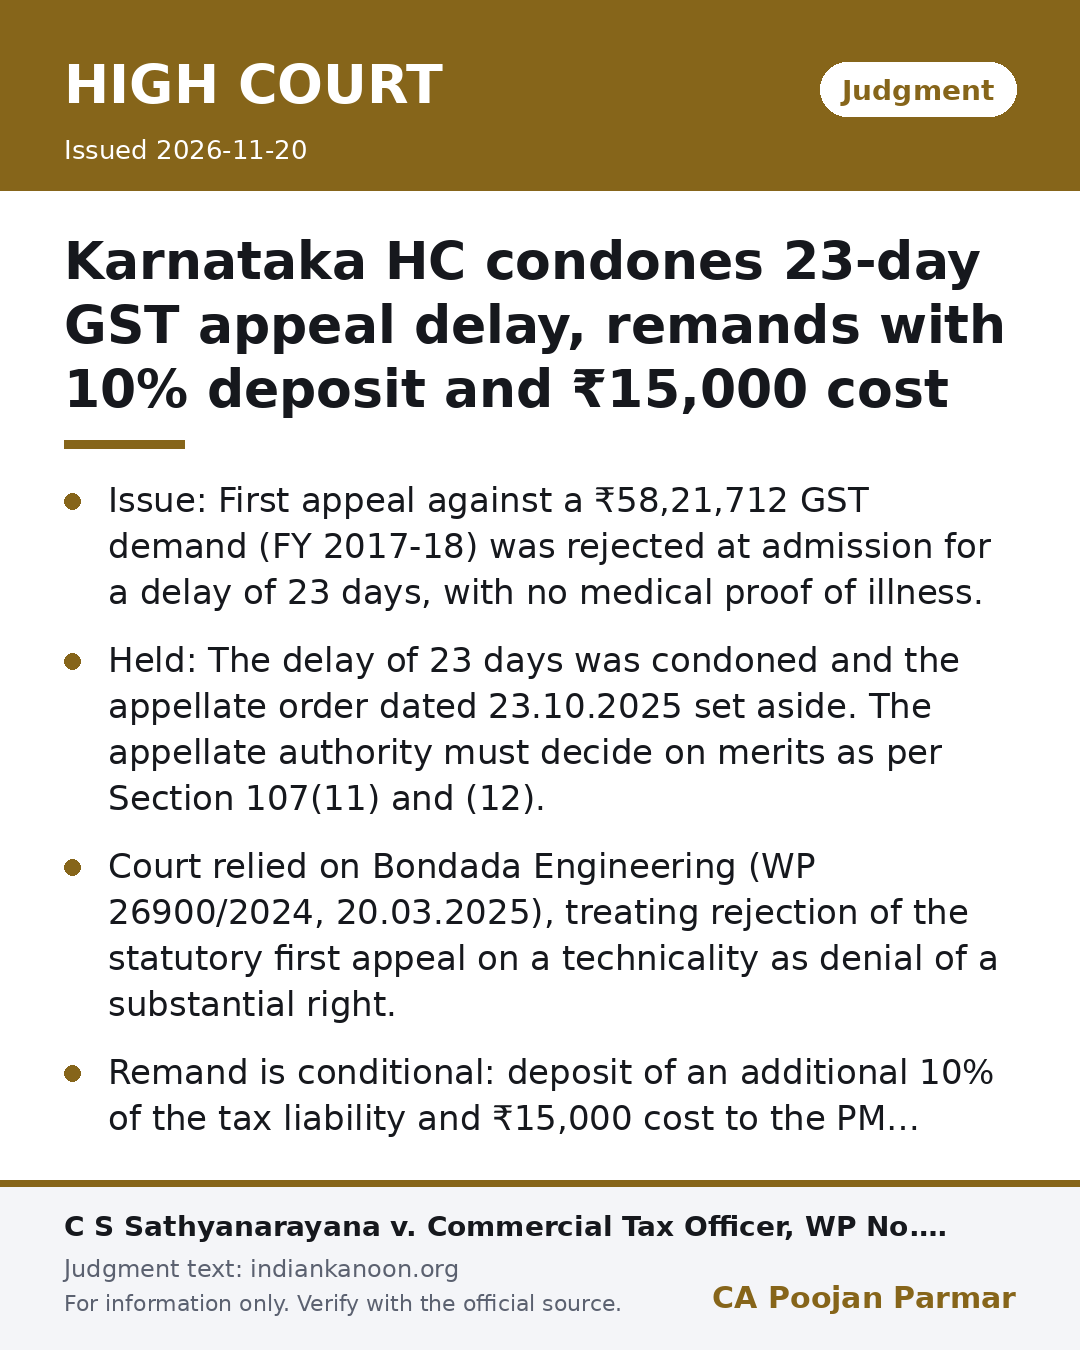 HIGH COURT
Judgment
Issued 2026-11-20
Karnataka HC condones 23-day
GST appeal delay, remands with
10% deposit and ₹15,000 cost
Issue: First appeal against a ₹58,21,712 GST
demand (FY 2017-18) was rejected at admission for
a delay of 23 days, with no medical proof of illness.
Held: The delay of 23 days was condoned and the
appellate order dated 23.10.2025 set aside. The
appellate authority must decide on merits as per
Section 107(11) and (12).
Court relied on Bondada Engineering (WP
26900/2024, 20.03.2025), treating rejection of the
statutory first appeal on a technicality as denial of a
substantial right.
Remand is conditional: deposit of an additional 10%
of the tax liability and ₹15,000 cost to the PM...
C S Sathyanarayana v. Commercial Tax Officer, WP No....
Judgment text: indiankanoon.org
For information only. Verify with the official source.
CA Poojan Parmar